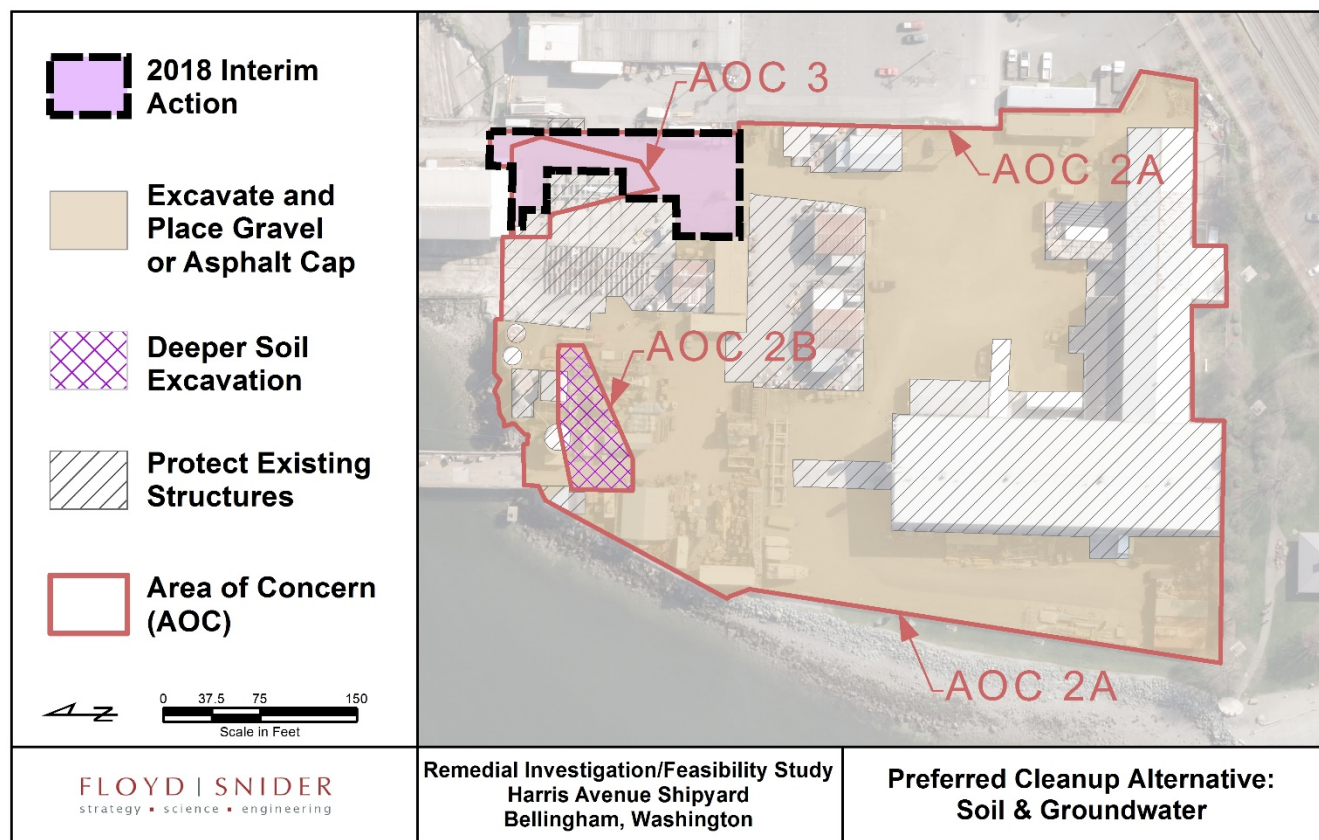 2018 Interim
Action
Excavate and
Place Gravel
or Asphalt Cap
Deeper Soil
Excavation
Protect Existing
Structures
Area of Concern
(AOC)
N
0 37.5 75 150
Scale in Feet
AOC 3
AOC 2A
AOC 2B
AOC 2A
FLOYD | SNIDER
strategy ▪ science ▪ engineering
Remedial Investigation/Feasibility Study
Harris Avenue Shipyard
Bellingham, Washington
Preferred Cleanup Alternative:
Soil & Groundwater